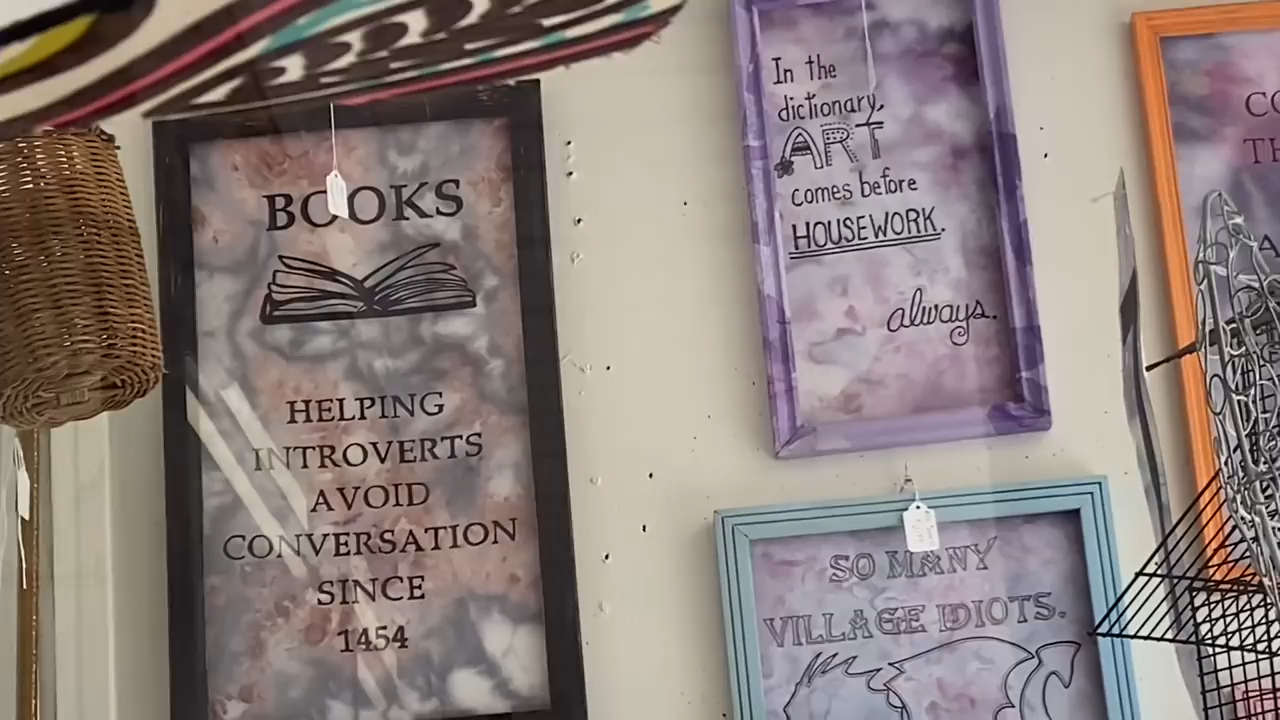 BOOKS
HELPING
INTROVERTS
AVOID
CONVERSATION
SINCE
1454
In the
dictionary,
ART
comes before
HOUSEWORK.
always.
SO MANY
VILLAGE IDIOTS.